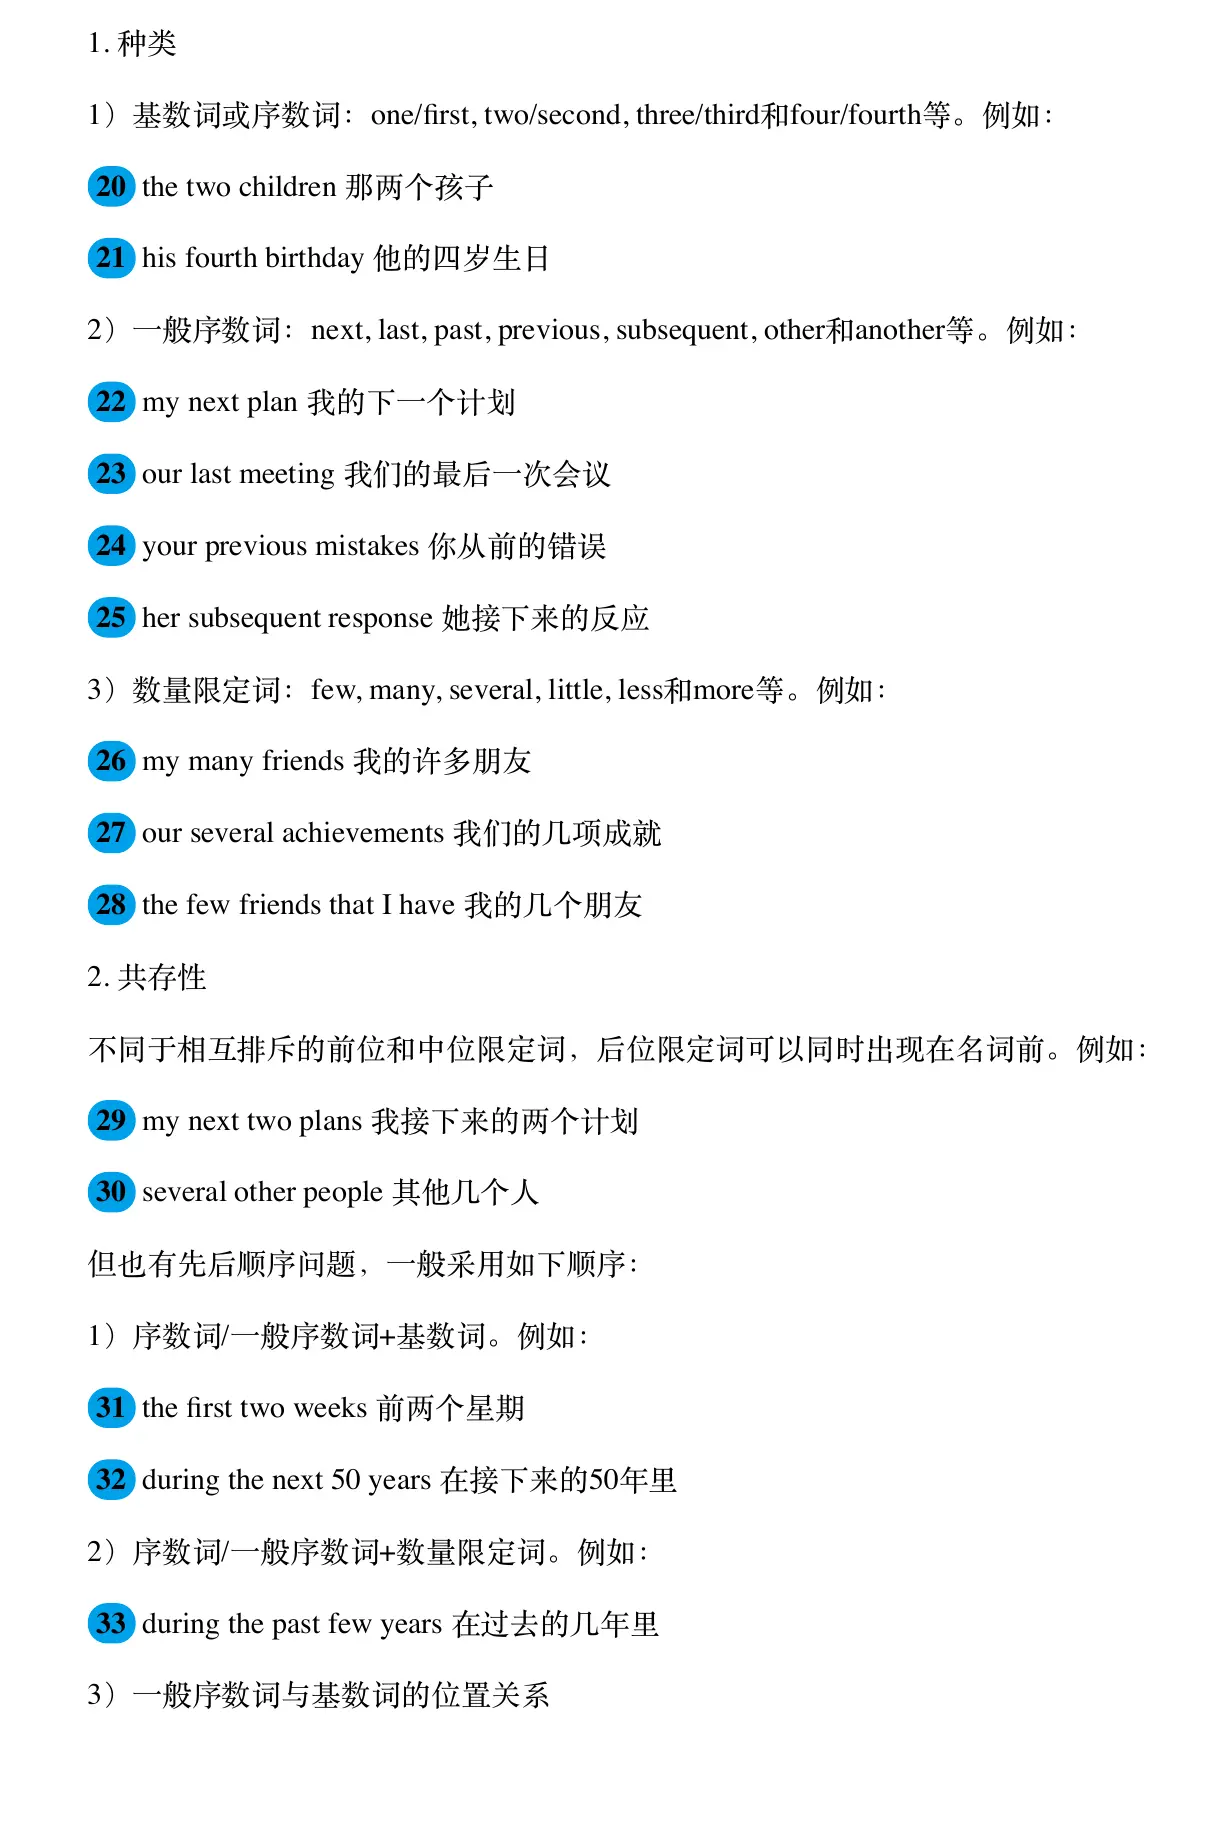 1. 种类
1）基数词或序数词：one/first, two/second, three/third和four/fourth等。例如：
20 the two children 那两个孩子
21 his fourth birthday 他的四岁生日
2）一般序数词：next, last, past, previous, subsequent, other和another等。例如：
22 my next plan 我的下一个计划
23 our last meeting 我们的最后一次会议
24 your previous mistakes 你从前的错误
25 her subsequent response 她接下来的反应
3）数量限定词：few, many, several, little, less和more等。例如：
26 my many friends 我的许多朋友
27 our several achievements 我们的几项成就
28 the few friends that I have 我的几个朋友
2. 共存性
不同于相互排斥的前位和中位限定词，后位限定词可以同时出现在名词前。例如：
29 my next two plans 我接下来的两个计划
30 several other people 其他几个人
但也有先后顺序问题，一般采用如下顺序：
1）序数词/一般序数词+基数词。例如：
31 the first two weeks 前两个星期
32 during the next 50 years 在接下来的50年里
2）序数词/一般序数词+数量限定词。例如：
33 during the past few years 在过去的几年里
3）一般序数词与基数词的位置关系